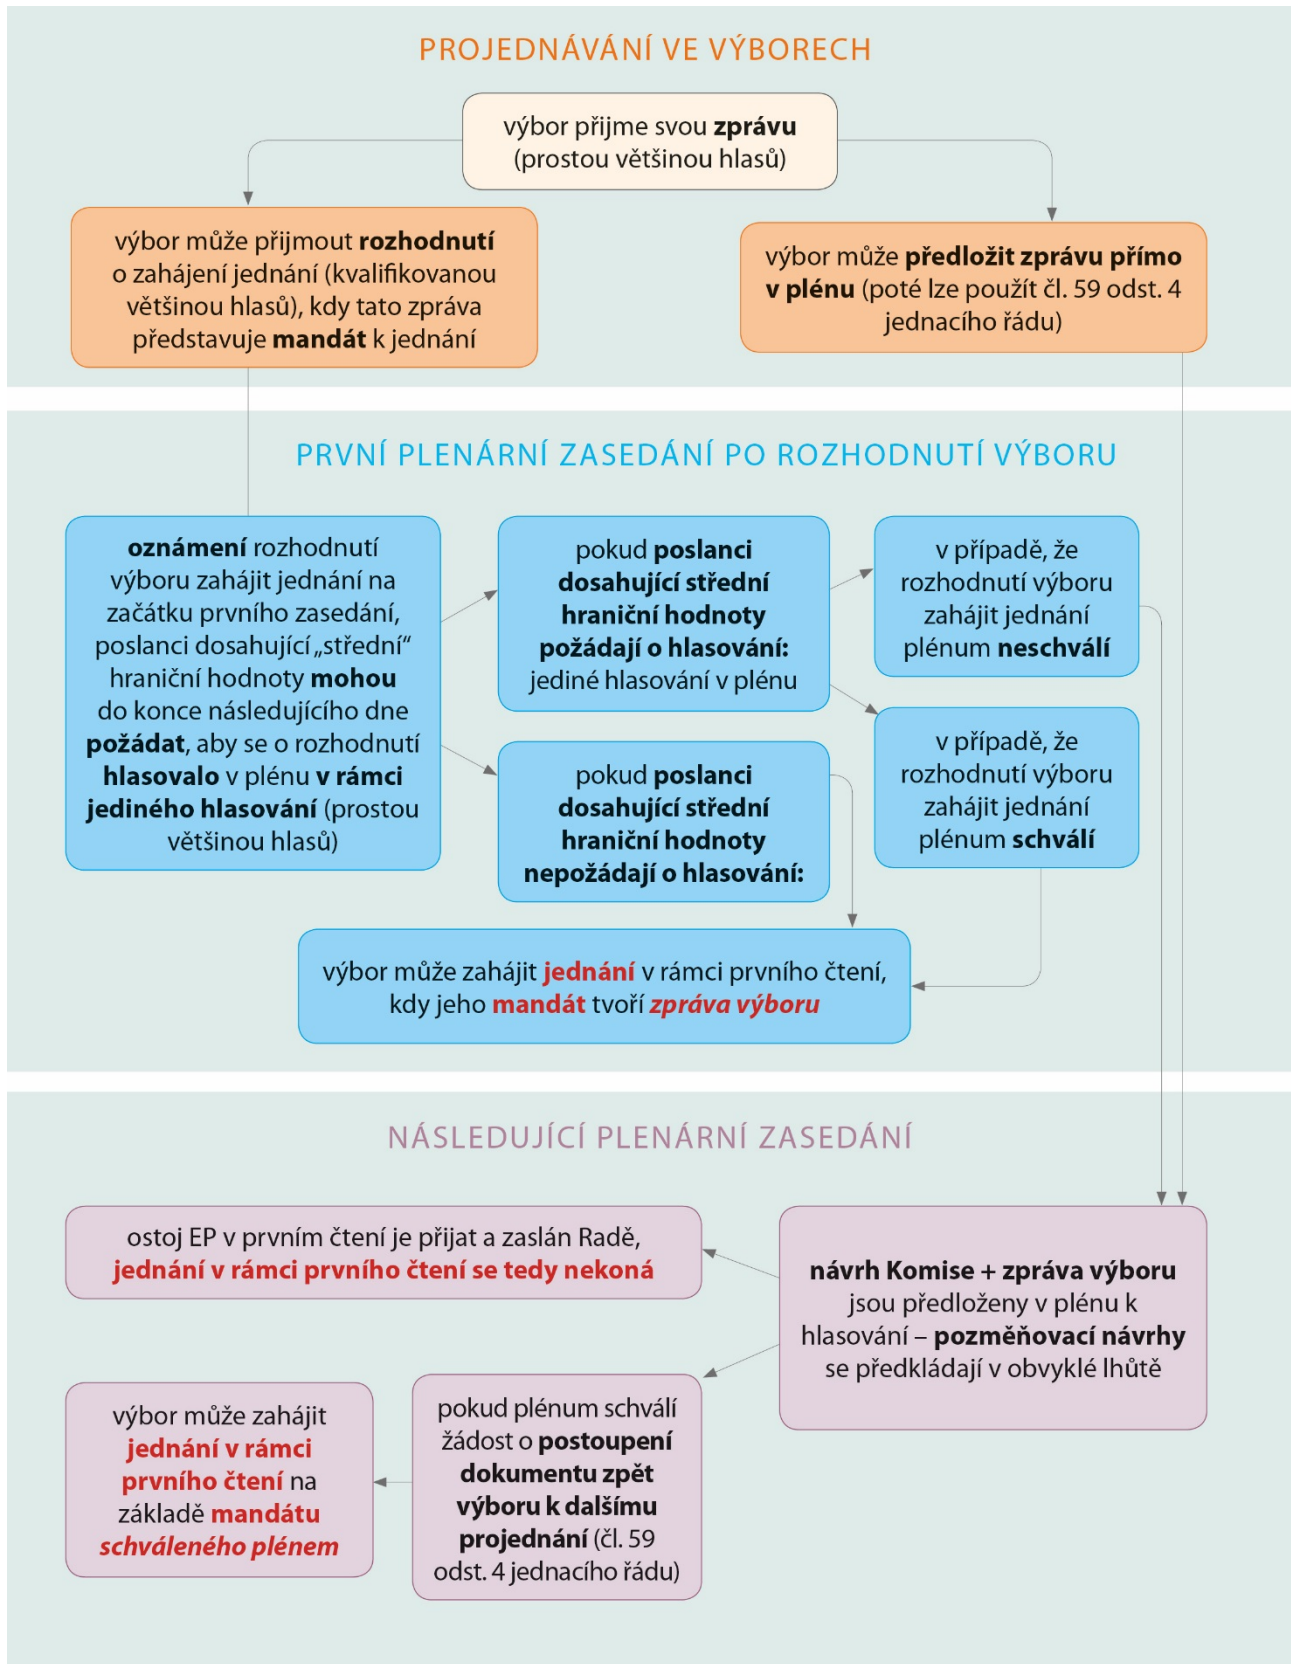 PROJEDNÁVÁNÍ VE VÝBORECH
výbor přijme svou zprávu
(prostou většinou hlasů)
výbor může přijmout rozhodnutí
o zahájení jednání (kvalifikovanou
většinou hlasů), kdy tato zpráva
představuje mandát k jednání
výbor může předložit zprávu přímo
v plénu (poté lze použít čl. 59 odst. 4
jednacího řádu)
PRVNÍ PLENÁRNÍ ZASEDÁNÍ PO ROZHODNUTÍ VÝBORU
oznámení rozhodnutí
výboru zahájit jednání na
začátku prvního zasedání,
poslanci dosahující „střední“
hraniční hodnoty mohou
do konce následujícího dne
požádat, aby se o rozhodnutí
hlasovalo v plénu v rámci
jediného hlasování (prostou
většinou hlasů)
pokud poslanci
dosahující střední
hraniční hodnoty
požádají o hlasování:
jediné hlasování v plénu
v případě, že
rozhodnutí výboru
zahájit jednání
plénum neschválí
pokud poslanci
dosahující střední
hraniční hodnoty
nepožádají o hlasování:
v případě, že
rozhodnutí výboru
zahájit jednání
plénum schválí
výbor může zahájit jednání v rámci prvního čtení,
kdy jeho mandát tvoří zpráva výboru
NÁSLEDUJÍCÍ PLENÁRNÍ ZASEDÁNÍ
ostoj EP v prvním čtení je přijat a zaslán Radě,
jednání v rámci prvního čtení se tedy nekoná
návrh Komise + zpráva výboru
jsou předloženy v plénu k
hlasování – pozměňovací návrhy
se předkládají v obvyklé lhůtě
výbor může zahájit
jednání v rámci
prvního čtení na
základě mandátu
schváleného plénem
pokud plénum schválí
žádost o postoupení
dokumentu zpět
výboru k dalšímu
projednání (čl. 59
odst. 4 jednacího řádu)